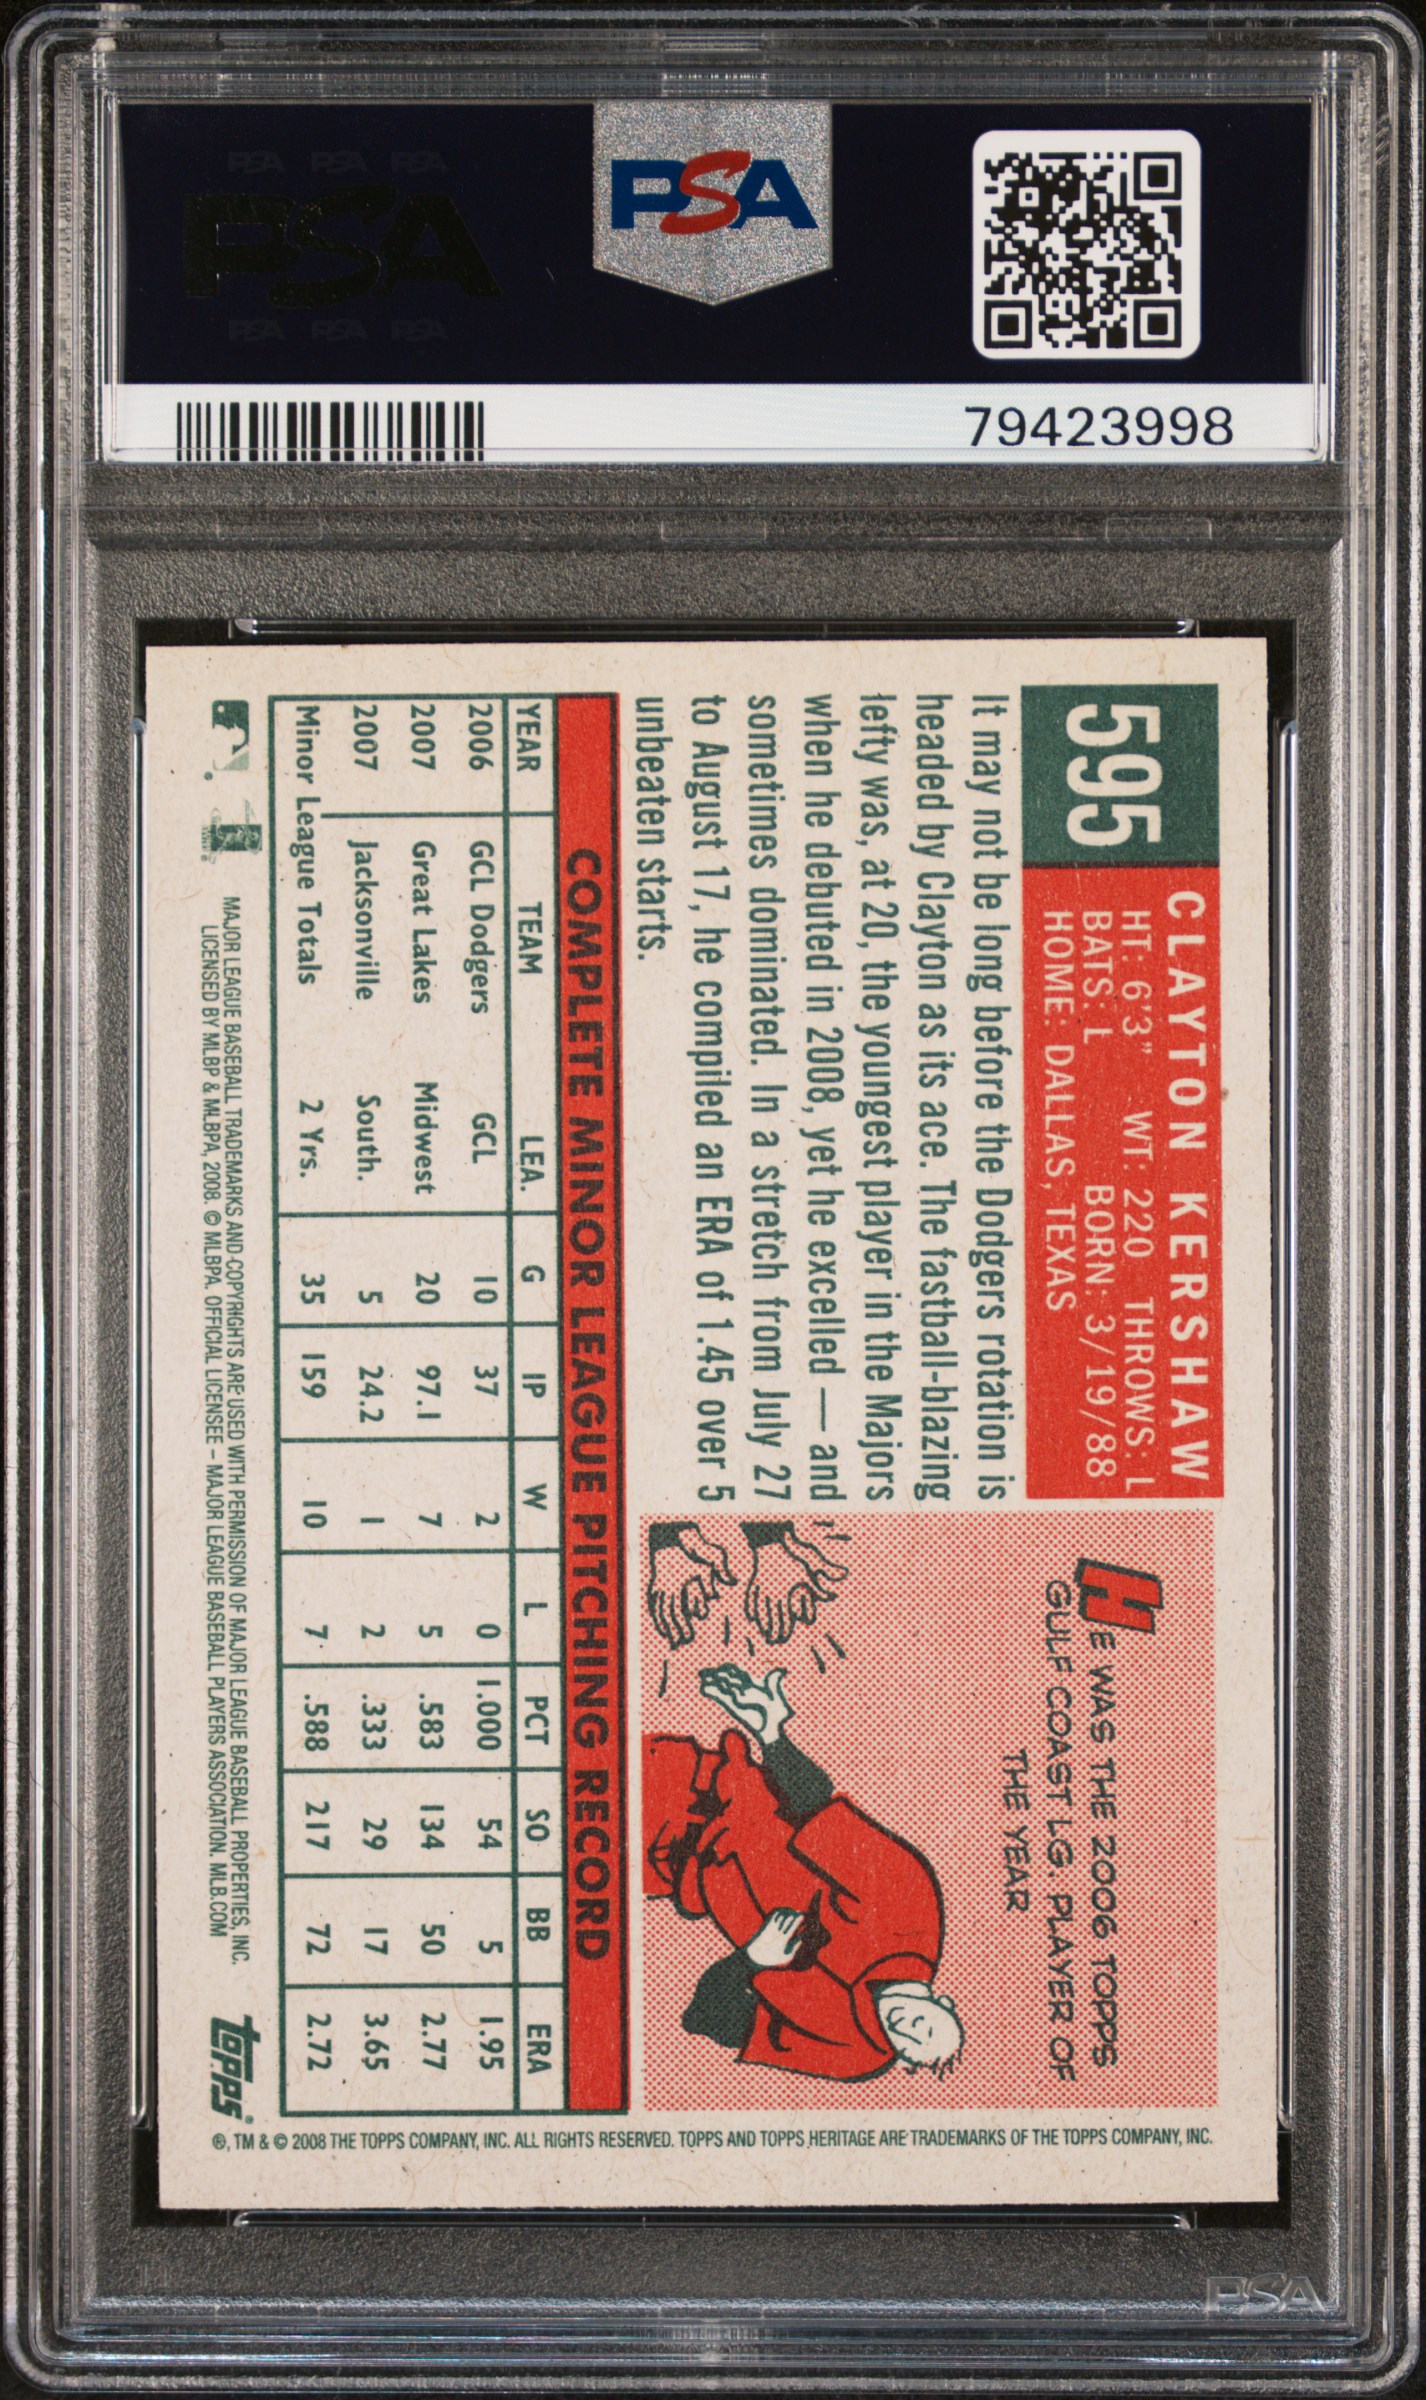 PSA PSA PSA
PSA
PSA PSA PSA
PSA
79423998
595
CLAYTON KERSHAW
HT: 6'3" WT: 220 THROWS: L
BATS: L BORN: 3/19/88
HOME: DALLAS, TEXAS
It may not be long before the Dodgers rotation is
headed by Clayton as its ace. The fastball-blazing
lefty was, at 20, the youngest player in the Majors
when he debuted in 2008, yet he excelled — and
sometimes dominated. In a stretch from July 27
to August 17, he compiled an ERA of 1.45 over 5
unbeaten starts.
HE WAS THE 2006 TOPPS
GULF COAST LG. PLAYER OF
THE YEAR
COMPLETE MINOR LEAGUE PITCHING RECORD
YEAR TEAM LEA. G IP W L PCT SO BB ERA
2006 GCL Dodgers GCL 10 37 2 0 1.000 54 5 1.95
2007 Great Lakes Midwest 20 97.1 7 5 .583 134 50 2.77
2007 Jacksonville South. 5 24.2 1 2 .333 29 17 3.65
Minor League Totals 2 Yrs. 35 159 10 7 .588 217 72 2.72
MAJOR LEAGUE BASEBALL TRADEMARKS AND COPYRIGHTS ARE USED WITH PERMISSION OF MAJOR LEAGUE BASEBALL PROPERTIES, INC.
LICENSED BY MLBP & MLBPA, 2008. © MLBPA. OFFICIAL LICENSEE – MAJOR LEAGUE BASEBALL PLAYERS ASSOCIATION. MLB.COM
topps
®, TM & © 2008 THE TOPPS COMPANY, INC. ALL RIGHTS RESERVED. TOPPS AND TOPPS HERITAGE ARE TRADEMARKS OF THE TOPPS COMPANY, INC.
PSA